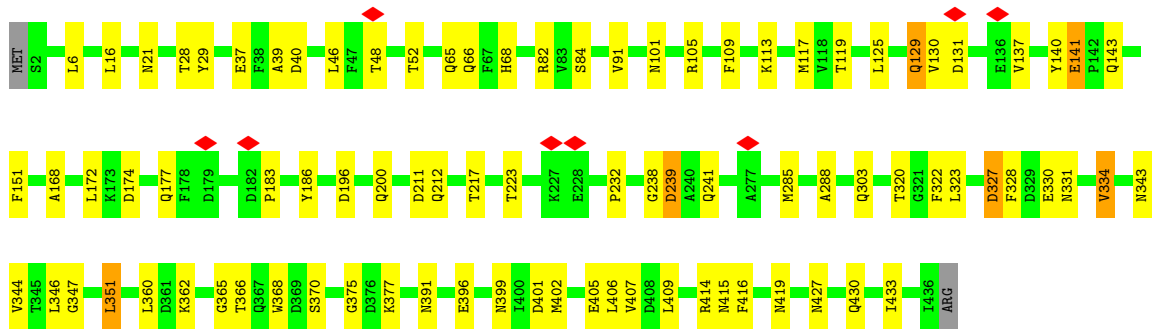 MET S2 L6 L16 N21 T28 Y29 E37 F38 A39 D40 L46 F47 T48 T52 Q65 Q66 F67 H68 R82 V83 S84 V91 N101 R105 F109 K113 M117 V118 T119 L125 Q129 V130 D131 E136 V137 Y140 E141 P142 Q143
F151 A168 L172 K173 D174 Q177 F178 D179 D182 P183 Y186 D196 Q200 D211 Q212 T217 T223 K227 E228 P232 G238 D239 A240 Q241 A277 M285 A288 Q303 T320 G321 F322 L323 D327 F328 D329 E330 N331 V334 N343
V344 T345 L346 G347 L351 L360 D361 K362 G365 T366 Q367 W368 D369 S370 G375 D376 K377 N391 E396 N399 I400 D401 M402 E405 L406 V407 D408 L409 R414 N415 F416 N419 N427 Q430 I433 I436 ARG